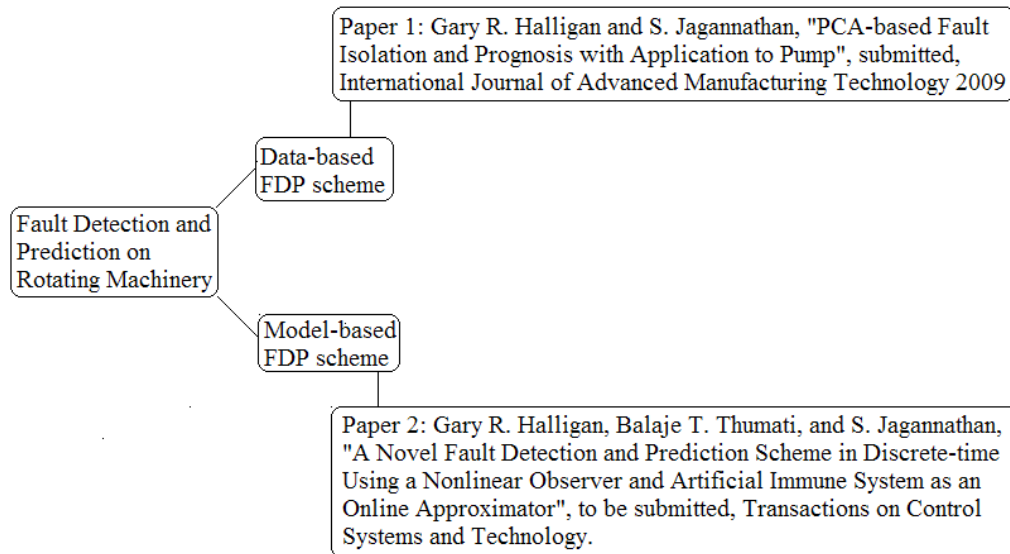 Paper 1: Gary R. Halligan and S. Jagannathan, "PCA-based Fault
Isolation and Prognosis with Application to Pump", submitted,
International Journal of Advanced Manufacturing Technology 2009
Data-based
FDP scheme
Fault Detection and
Prediction on
Rotating Machinery
Model-based
FDP scheme
Paper 2: Gary R. Halligan, Balaje T. Thumati, and S. Jagannathan,
"A Novel Fault Detection and Prediction Scheme in Discrete-time
Using a Nonlinear Observer and Artificial Immune System as an
Online Approximator", to be submitted, Transactions on Control
Systems and Technology.